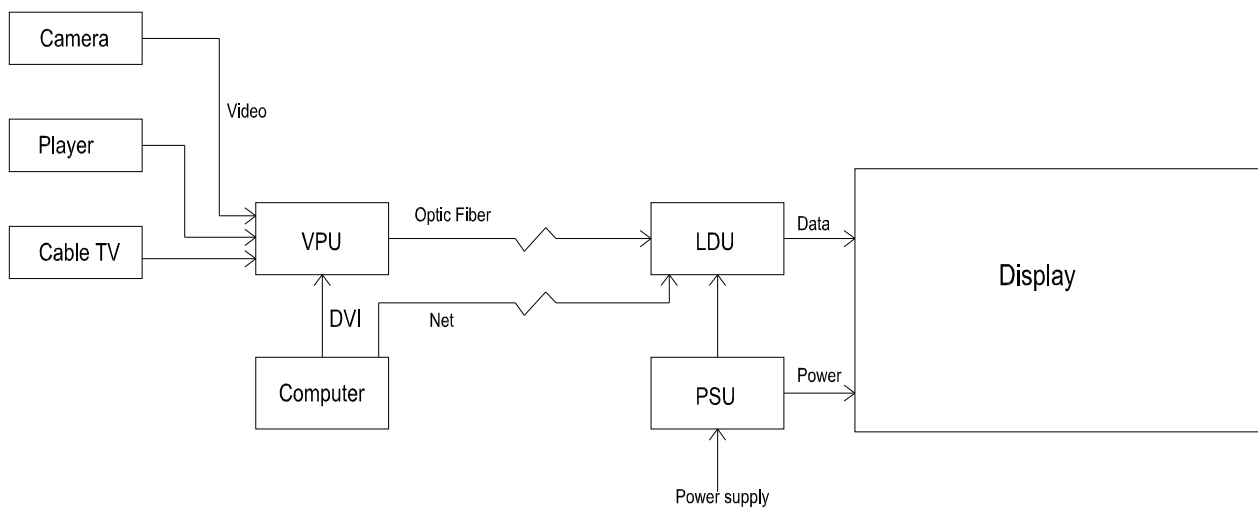 Camera
Video
Player
Cable TV
VPU
Optic Fiber
LDU
Data
Display
DVI
Net
Computer
PSU
Power
Power supply